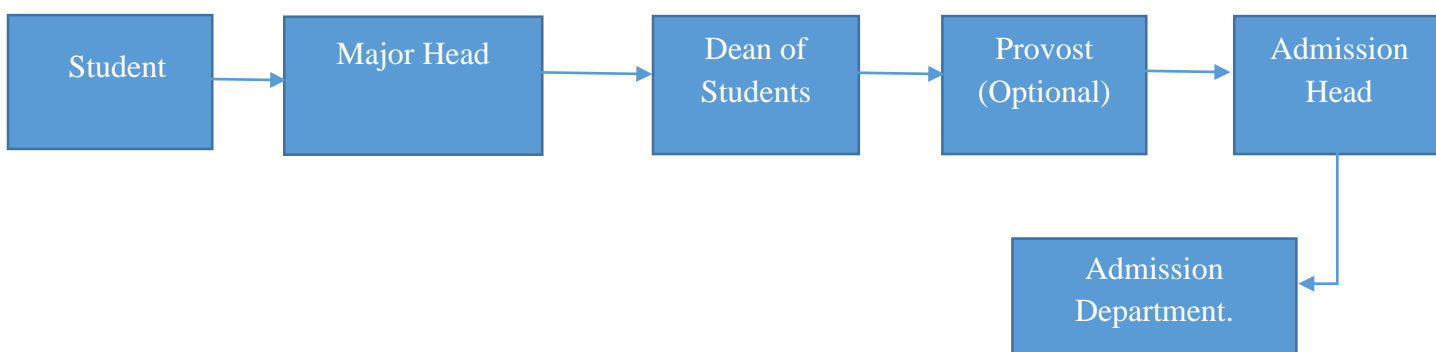 Student
Major Head
Dean of
Students
Provost
(Optional)
Admission
Head
Admission
Department.